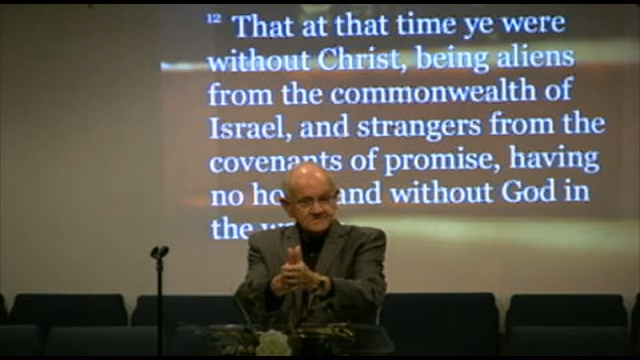 12 That at that time ye were
without Christ, being aliens
from the commonwealth of
Israel, and strangers from the
covenants of promise, having
no and without God in
the